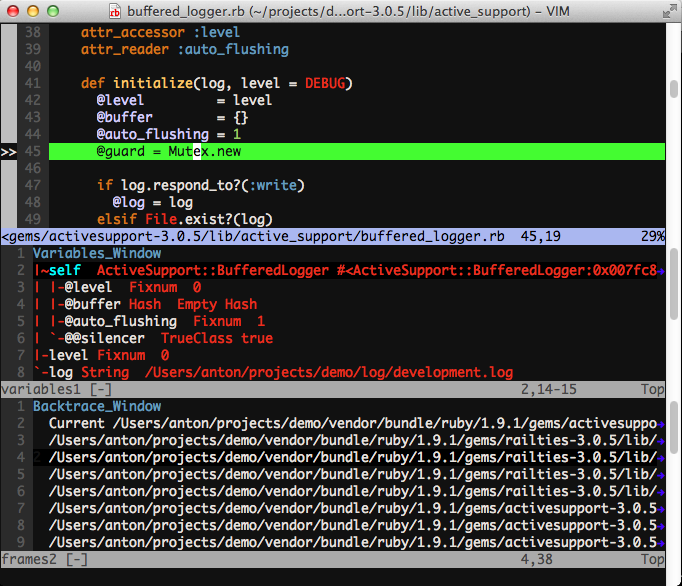 buffered_logger.rb (~/projects/d...ort-3.0.5/lib/active_support) – VIM
38 attr_accessor :level
39 attr_reader :auto_flushing
40
41 def initialize(log, level = DEBUG)
42 @level = level
43 @buffer = {}
44 @auto_flushing = 1
>> 45 @guard = Mutex.new
46
47 if log.respond_to?(:write)
48 @log = log
49 elsif File.exist?(log)
<gems/activesupport-3.0.5/lib/active_support/buffered_logger.rb 45,19 29%
1 Variables_Window
2 |~self ActiveSupport::BufferedLogger #<ActiveSupport::BufferedLogger:0x007fc8
3 | |-@level Fixnum 0
4 | |-@buffer Hash Empty Hash
5 | |-@auto_flushing Fixnum 1
6 | `-@@silencer TrueClass true
7 |-level Fixnum 0
8 `-log String /Users/anton/projects/demo/log/development.log
variables1 [-] 2,14-15 Top
1 Backtrace_Window
2 Current /Users/anton/projects/demo/vendor/bundle/ruby/1.9.1/gems/activesuppo
3 /Users/anton/projects/demo/vendor/bundle/ruby/1.9.1/gems/railties-3.0.5/lib/
4 /Users/anton/projects/demo/vendor/bundle/ruby/1.9.1/gems/railties-3.0.5/lib/
5 /Users/anton/projects/demo/vendor/bundle/ruby/1.9.1/gems/railties-3.0.5/lib/
6 /Users/anton/projects/demo/vendor/bundle/ruby/1.9.1/gems/railties-3.0.5/lib/
7 /Users/anton/projects/demo/vendor/bundle/ruby/1.9.1/gems/activesupport-3.0.5
8 /Users/anton/projects/demo/vendor/bundle/ruby/1.9.1/gems/activesupport-3.0.5
9 /Users/anton/projects/demo/vendor/bundle/ruby/1.9.1/gems/activesupport-3.0.5
frames2 [-] 4,38 Top